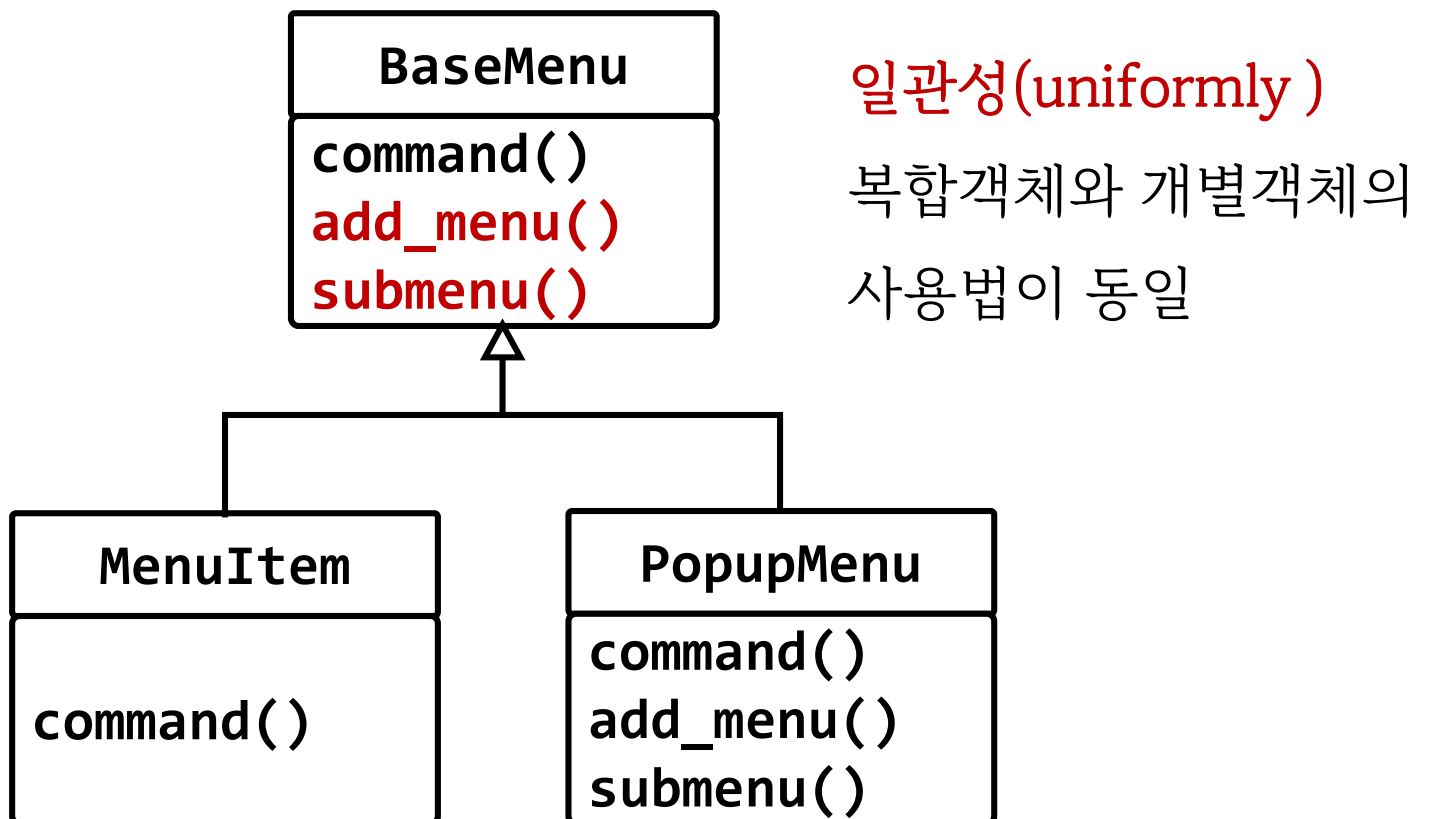 BaseMenu
command()
add_menu()
submenu()
일관성(uniformly )
복합객체와 개별객체의
사용법이 동일
MenuItem
command()
PopupMenu
command()
add_menu()
submenu()